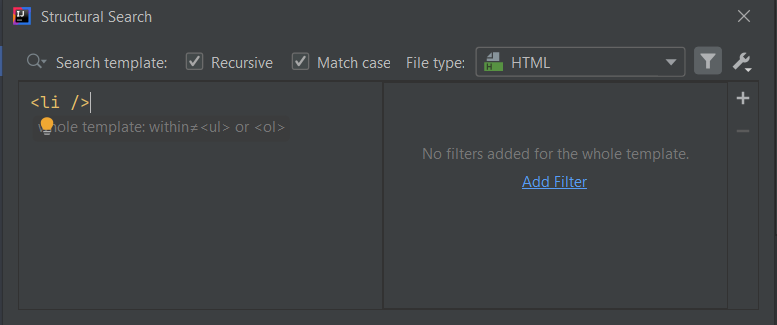 IJ Structural Search
Search template: Recursive Match case File type: H HTML
<li />
whole template: within≠<ul> or <ol>
No filters added for the whole template.
Add Filter